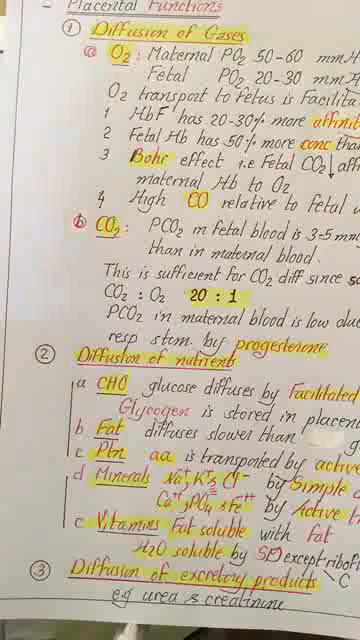 Placental Functions
1 Diffusion of Gases
a O2 : Maternal PO2 50-60 mmH
Fetal PO2 20-30 mmH
O2 transport to Fetus is Facilita
1 HbF has 20-30% more affinit
2 Fetal Hb has 50% more conc than
3 Bohr effect i.e Fetal CO2 ↓ aff
maternal Hb to O2
4 High CO relative to fetal
b CO2 : PCO2 in fetal blood is 3-5 mm
than in maternal blood.
This is sufficient for CO2 diff since
CO2 : O2 20 : 1
PCO2 in maternal blood is low du
resp stm. by progesterone
2 Diffusion of nutrients
a CHO glucose diffuses by Facilitated
Glycogen is stored in placen
b Fat diffuses slower than g
c Ptn aa is transported by active
d Minerals Na+, K+ & Cl- by Simple
Ca++, PO4 & Fe++ by Active
e Vitamins Fat soluble with fat
H2O soluble by SD except ribofl
C
3 Diffusion of excretory products
e.g urea & creatinine